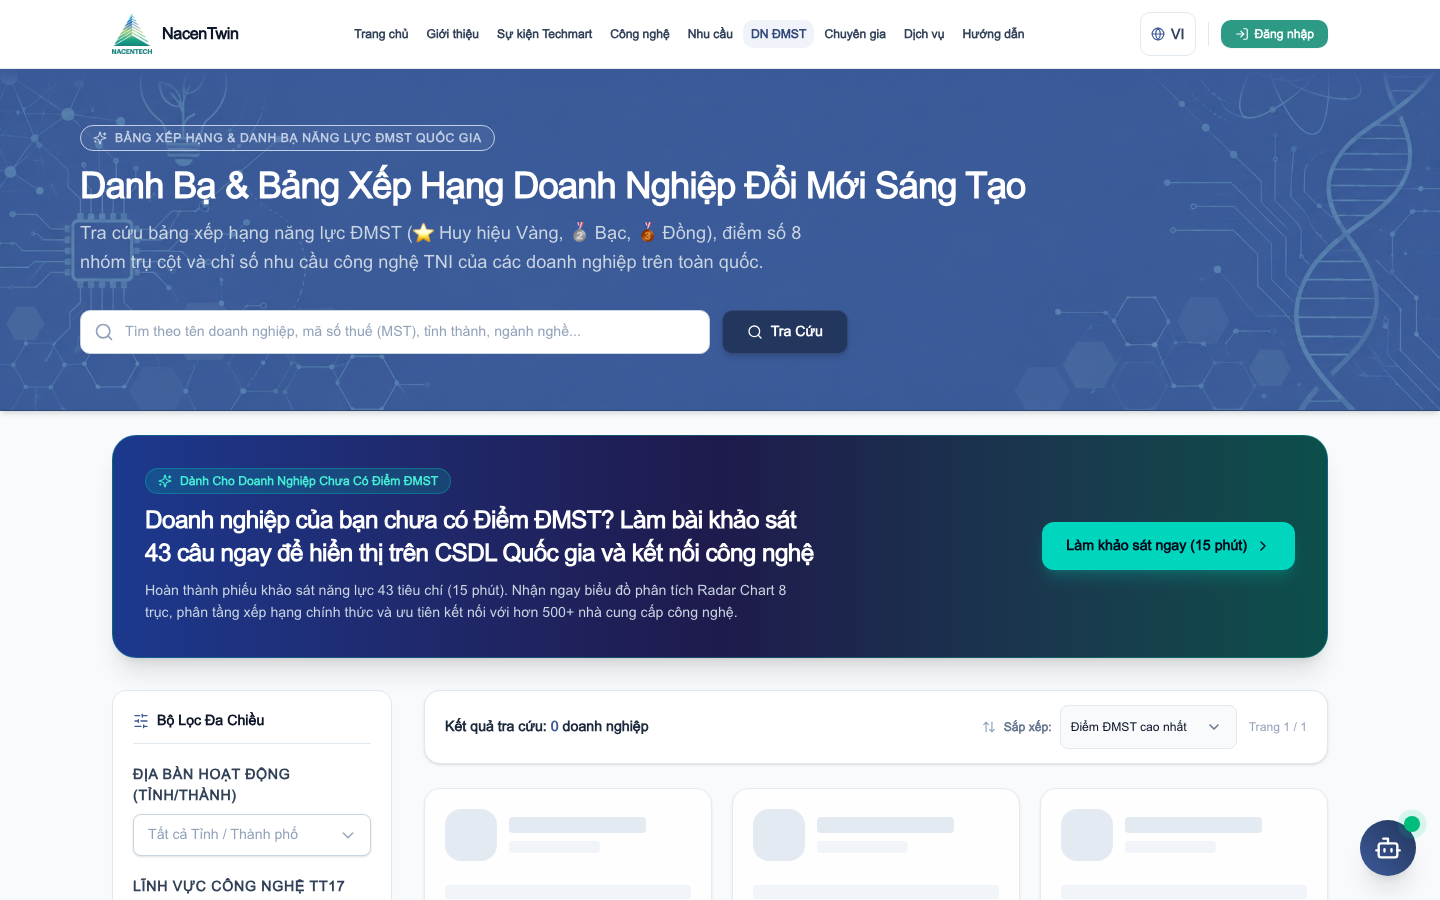 NACENTECH
NacenTwin
Trang chủ
Giới thiệu
Sự kiện Techmart
Công nghệ
Nhu cầu
DN ĐMST
Chuyên gia
Dịch vụ
Hướng dẫn
VI
Đăng nhập
BẢNG XẾP HẠNG & DANH BẠ NĂNG LỰC ĐMST QUỐC GIA
Danh Bạ & Bảng Xếp Hạng Doanh Nghiệp Đổi Mới Sáng Tạo
Tra cứu bảng xếp hạng năng lực ĐMST (⭐ Huy hiệu Vàng, 🥈 Bạc, 🥉 Đồng), điểm số 8
nhóm trụ cột và chỉ số nhu cầu công nghệ TNI của các doanh nghiệp trên toàn quốc.
Tìm theo tên doanh nghiệp, mã số thuế (MST), tỉnh thành, ngành nghề...
Tra Cứu
Dành Cho Doanh Nghiệp Chưa Có Điểm ĐMST
Doanh nghiệp của bạn chưa có Điểm ĐMST? Làm bài khảo sát
43 câu ngay để hiển thị trên CSDL Quốc gia và kết nối công nghệ
Hoàn thành phiếu khảo sát năng lực 43 tiêu chí (15 phút). Nhận ngay biểu đồ phân tích Radar Chart 8
trục, phân tầng xếp hạng chính thức và ưu tiên kết nối với hơn 500+ nhà cung cấp công nghệ.
Làm khảo sát ngay (15 phút)
Bộ Lọc Đa Chiều
ĐỊA BÀN HOẠT ĐỘNG
(TỈNH/THÀNH)
Tất cả Tỉnh / Thành phố
LĨNH VỰC CÔNG NGHỆ TT17
Kết quả tra cứu: 0 doanh nghiệp
Sắp xếp:
Điểm ĐMST cao nhất
Trang 1 / 1